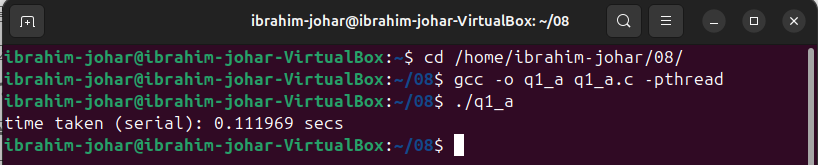 ibrahim-johar@ibrahim-johar-VirtualBox: ~/08
ibrahim-johar@ibrahim-johar-VirtualBox:~$ cd /home/ibrahim-johar/08/
ibrahim-johar@ibrahim-johar-VirtualBox:~/08$ gcc -o q1_a q1_a.c -pthread
ibrahim-johar@ibrahim-johar-VirtualBox:~/08$ ./q1_a
time taken (serial): 0.111969 secs
ibrahim-johar@ibrahim-johar-VirtualBox:~/08$